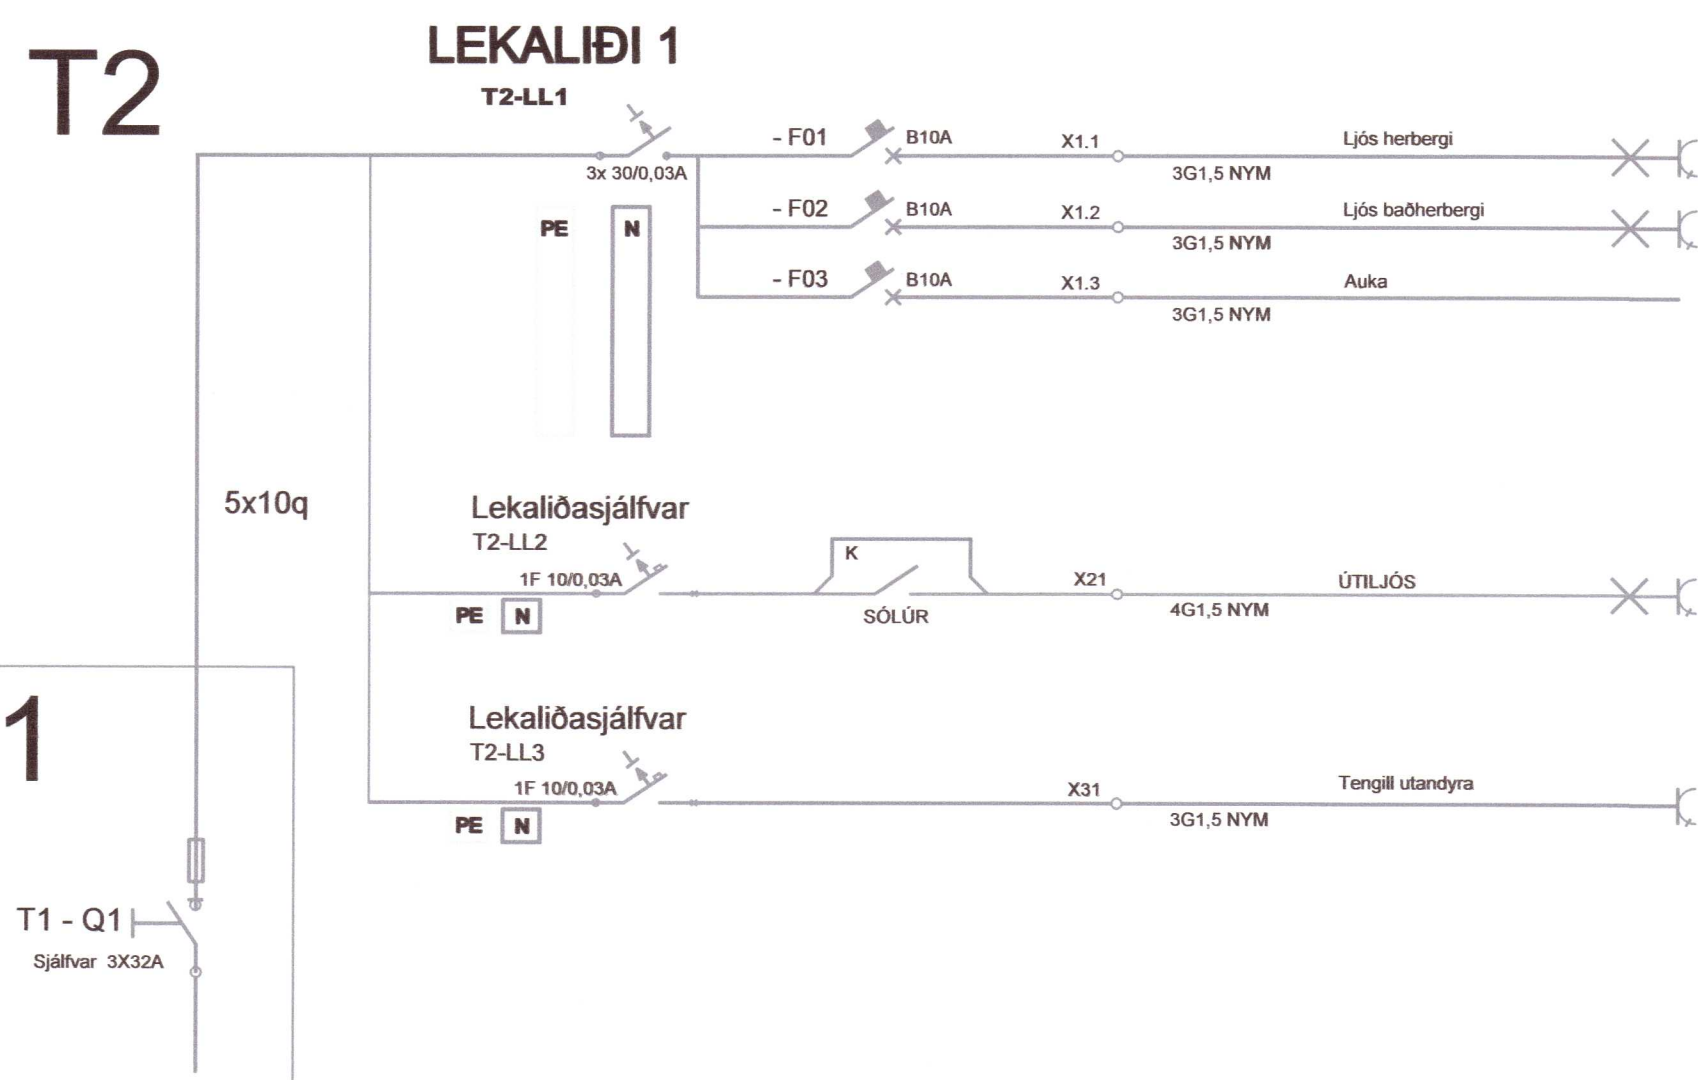 T2
LEKALIÐI 1
T2-LL1
3x 30/0,03A
- F01
B10A
X1.1
Ljós herbergi
3G1,5 NYM
PE
N
- F02
B10A
X1.2
Ljós baðherbergi
3G1,5 NYM
- F03
B10A
X1.3
Auka
3G1,5 NYM
5x10q
Lekaliðasjálfvar
T2-LL2
1F 10/0,03A
PE
N
K
SÓLÚR
X21
ÚTILJÓS
4G1,5 NYM
1
Lekaliðasjálfvar
T2-LL3
1F 10/0,03A
PE
N
X31
Tengill utandyra
3G1,5 NYM
T1 - Q1
Sjálfvar 3X32A